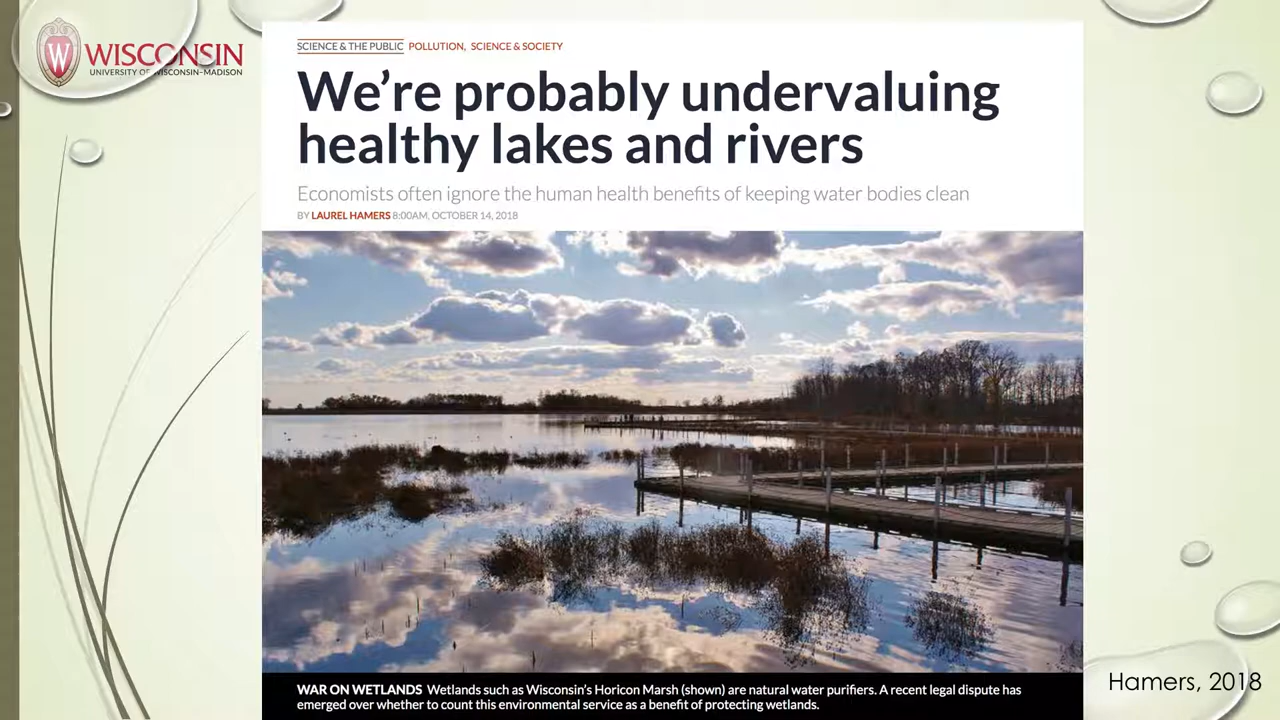 WISCONSIN
UNIVERSITY OF WISCONSIN–MADISON
SCIENCE & THE PUBLIC POLLUTION, SCIENCE & SOCIETY
We're probably undervaluing
healthy lakes and rivers
Economists often ignore the human health benefits of keeping water bodies clean
BY LAUREL HAMERS 8:00AM, OCTOBER 14, 2018
WAR ON WETLANDS Wetlands such as Wisconsin's Horicon Marsh (shown) are natural water purifiers. A recent legal dispute has
emerged over whether to count this environmental service as a benefit of protecting wetlands.
Hamers, 2018